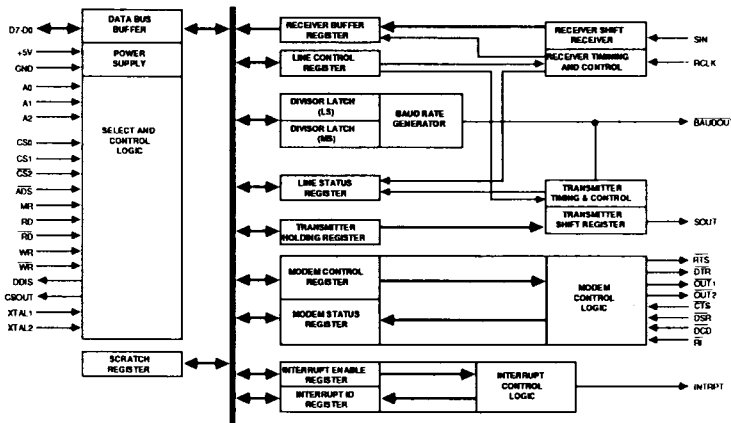 D7-D0
+5V
GND
A0
A1
A2
CS0
CS1
CS2
ADS
MR
RD
RD
WR
WR
DDIS
CSOUT
XTAL1
XTAL2
DATA BUS
BUFFER
POWER
SUPPLY
SELECT AND
CONTROL
LOGIC
SCRATCH
REGISTER
RECEIVER BUFFER
REGISTER
LINE CONTROL
REGISTER
DIVISOR LATCH
(LS)
DIVISOR LATCH
(MS)
BAUD RATE
GENERATOR
LINE STATUS
REGISTER
TRANSMITTER
HOLDING REGISTER
MODEM CONTROL
REGISTER
MODEM STATUS
REGISTER
INTERRUPT ENABLE
REGISTER
INTERRUPT ID
REGISTER
RECEIVER SHIFT
RECEIVER
RECEIVER TIMINING
AND CONTROL
TRANSMITTER
TIMING & CONTROL
TRANSMITTER
SHIFT REGISTER
MODEM
CONTROL
LOGIC
INTERRUPT
CONTROL
LOGIC
SIN
RCLK
BAUDOUT
SOUT
RTS
DTR
OUT1
OUT2
CTS
DSR
DCD
RI
INTRPT